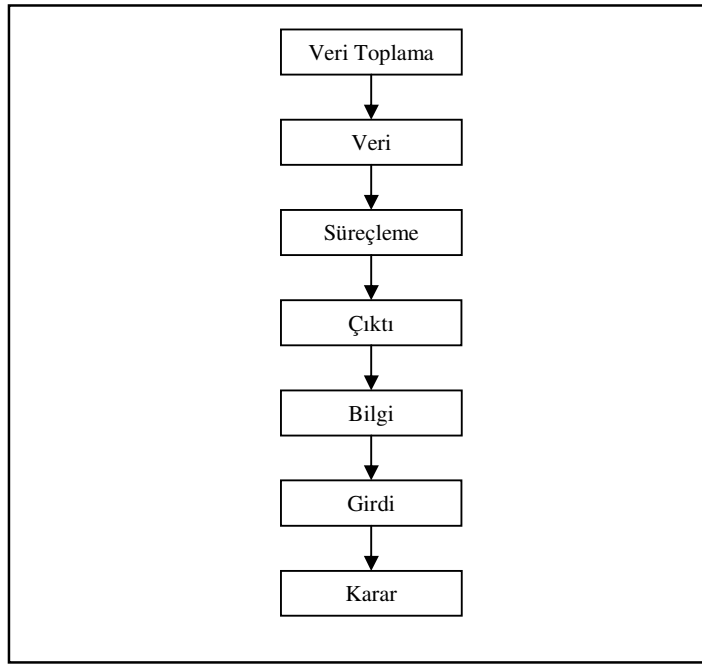 Veri Toplama
Veri
Süreçleme
Çıktı
Bilgi
Girdi
Karar